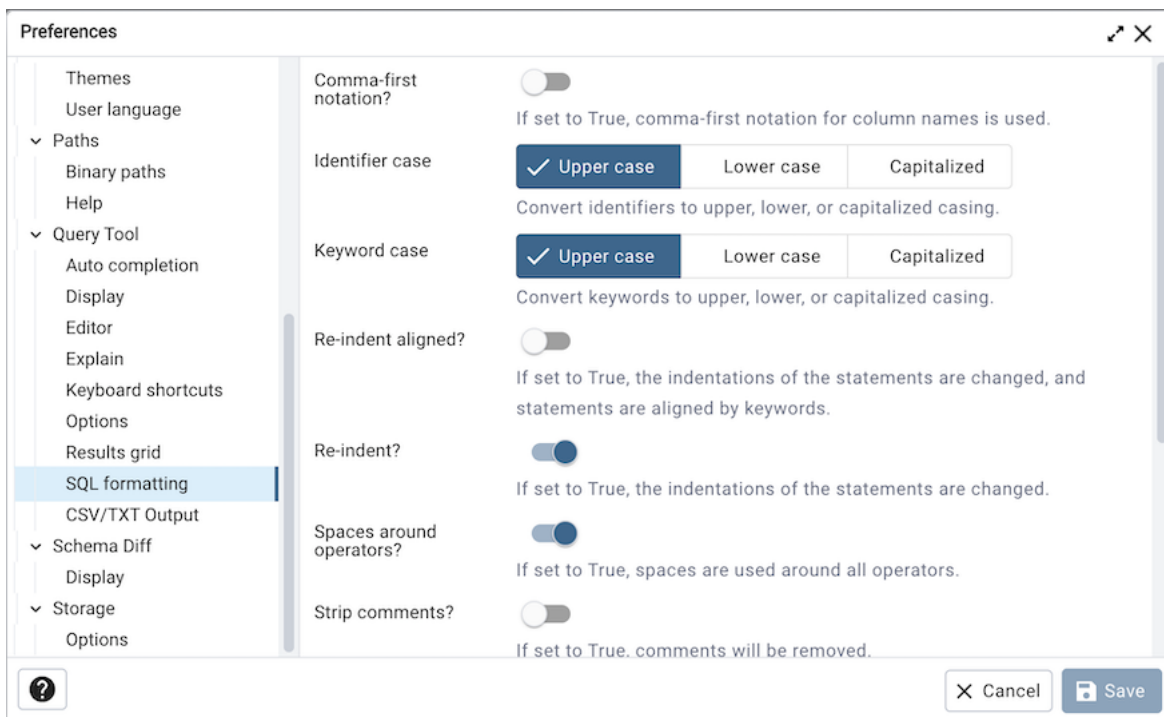 Preferences
Themes
User language
Paths
Binary paths
Help
Query Tool
Auto completion
Display
Editor
Explain
Keyboard shortcuts
Options
Results grid
SQL formatting
CSV/TXT Output
Schema Diff
Display
Storage
Options
Comma-first
notation?
If set to True, comma-first notation for column names is used.
Identifier case
Upper case Lower case Capitalized
Convert identifiers to upper, lower, or capitalized casing.
Keyword case
Upper case Lower case Capitalized
Convert keywords to upper, lower, or capitalized casing.
Re-indent aligned?
If set to True, the indentations of the statements are changed, and
statements are aligned by keywords.
Re-indent?
If set to True, the indentations of the statements are changed.
Spaces around
operators?
If set to True, spaces are used around all operators.
Strip comments?
If set to True, comments will be removed.
?
Cancel Save